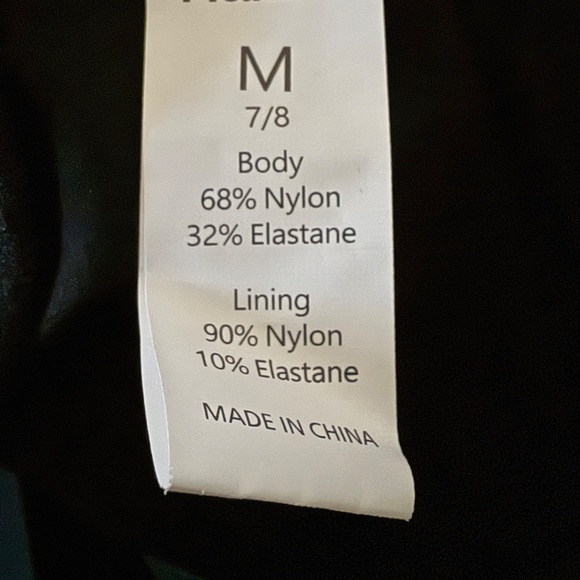 M
7/8
Body
68% Nylon
32% Elastane
Lining
90% Nylon
10% Elastane
MADE IN CHINA